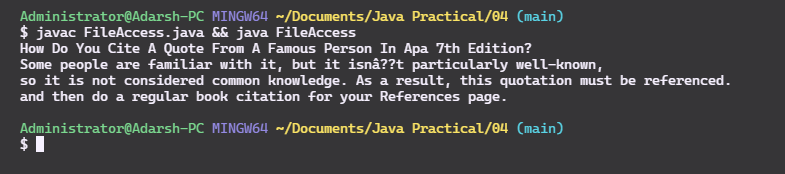 Administrator@Adarsh-PC MINGW64 ~/Documents/Java Practical/04 (main)
$ javac FileAccess.java && java FileAccess
How Do You Cite A Quote From A Famous Person In Apa 7th Edition?
Some people are familiar with it, but it isnâ??t particularly well-known,
so it is not considered common knowledge. As a result, this quotation must be referenced.
and then do a regular book citation for your References page.
Administrator@Adarsh-PC MINGW64 ~/Documents/Java Practical/04 (main)
$